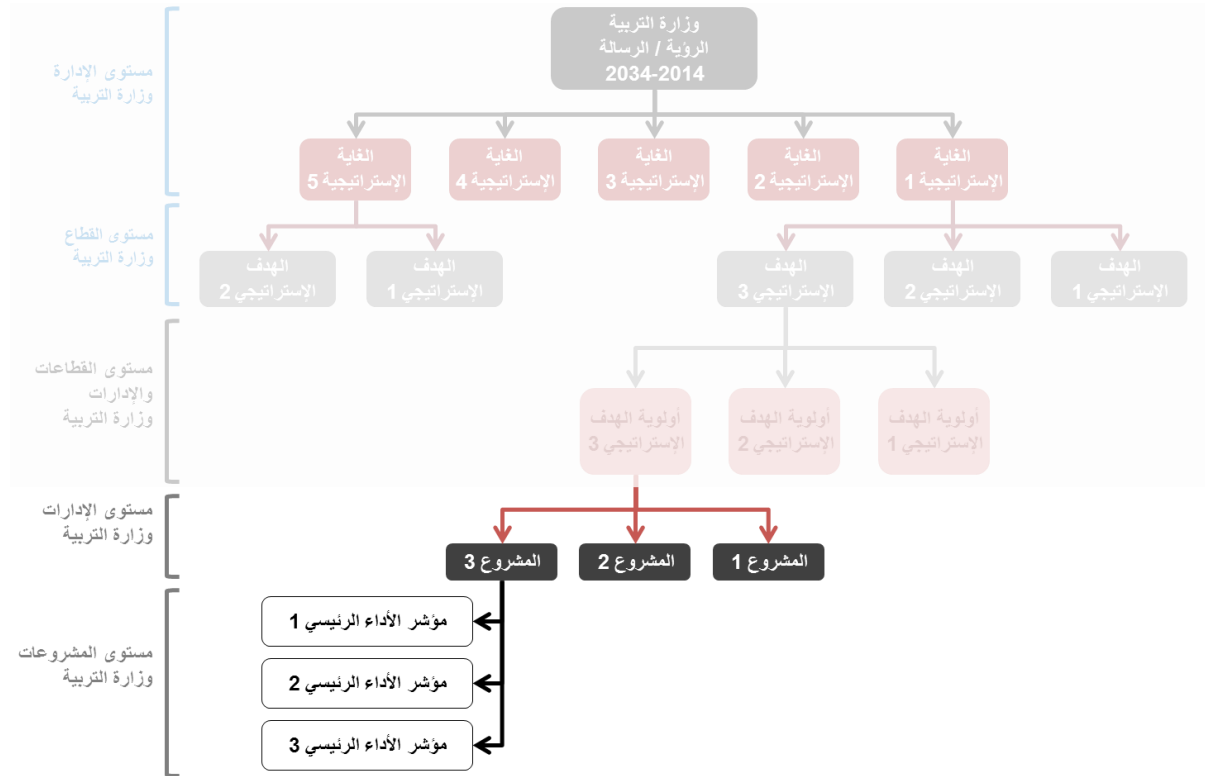 وزارة التربية
الرؤية / الرسالة
2034-2014
مستوى الإدارة
وزارة التربية
الغاية
الإستراتيجية 1
الغاية
الإستراتيجية 2
الغاية
الإستراتيجية 3
الغاية
الإستراتيجية 4
الغاية
الإستراتيجية 5
مستوى القطاع
وزارة التربية
الهدف
الإستراتيجي 1
الهدف
الإستراتيجي 2
الهدف
الإستراتيجي 3
الهدف
الإستراتيجي 1
الهدف
الإستراتيجي 2
مستوى القطاعات
والإدارات
وزارة التربية
أولوية الهدف
الإستراتيجي 1
أولوية الهدف
الإستراتيجي 2
أولوية الهدف
الإستراتيجي 3
مستوى الإدارات
وزارة التربية
المشروع 1
المشروع 2
المشروع 3
مستوى المشروعات
وزارة التربية
مؤشر الأداء الرئيسي 1
مؤشر الأداء الرئيسي 2
مؤشر الأداء الرئيسي 3